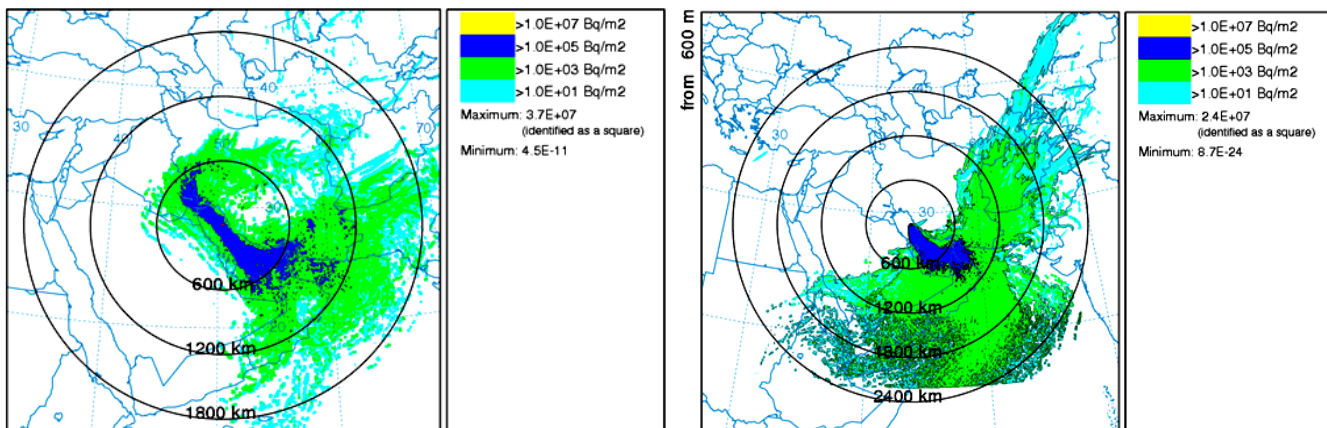 >1.0E+07 Bq/m2
>1.0E+05 Bq/m2
>1.0E+03 Bq/m2
>1.0E+01 Bq/m2
Maximum: 3.7E+07
(identified as a square)
Minimum: 4.5E-11
30
40
40
70
30
20
600 km
1200 km
1800 km
from 600 m
>1.0E+07 Bq/m2
>1.0E+05 Bq/m2
>1.0E+03 Bq/m2
>1.0E+01 Bq/m2
Maximum: 2.4E+07
(identified as a square)
Minimum: 8.7E-24
30
600 km
1200 km
1800 km
2400 km